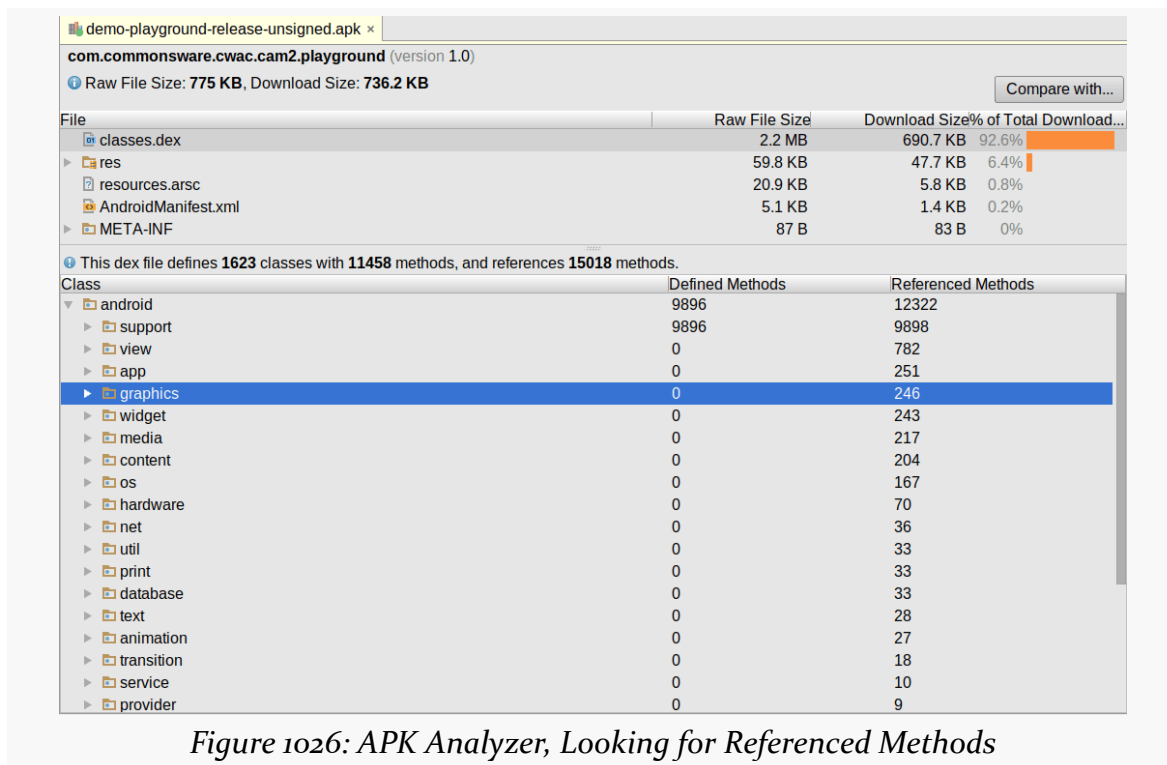 demo-playground-release-unsigned.apk ×
com.commonsware.cwac.cam2.playground (version 1.0)
Raw File Size: 775 KB, Download Size: 736.2 KB
Compare with...
File Raw File Size Download Size % of Total Download...
classes.dex 2.2 MB 690.7 KB 92.6%
res 59.8 KB 47.7 KB 6.4%
resources.arsc 20.9 KB 5.8 KB 0.8%
AndroidManifest.xml 5.1 KB 1.4 KB 0.2%
META-INF 87 B 83 B 0%
This dex file defines 1623 classes with 11458 methods, and references 15018 methods.
Class Defined Methods Referenced Methods
android 9896 12322
support 9896 9898
view 0 782
app 0 251
graphics 0 246
widget 0 243
media 0 217
content 0 204
os 0 167
hardware 0 70
net 0 36
util 0 33
print 0 33
database 0 33
text 0 28
animation 0 27
transition 0 18
service 0 10
provider 0 9
Figure 1026: APK Analyzer, Looking for Referenced Methods